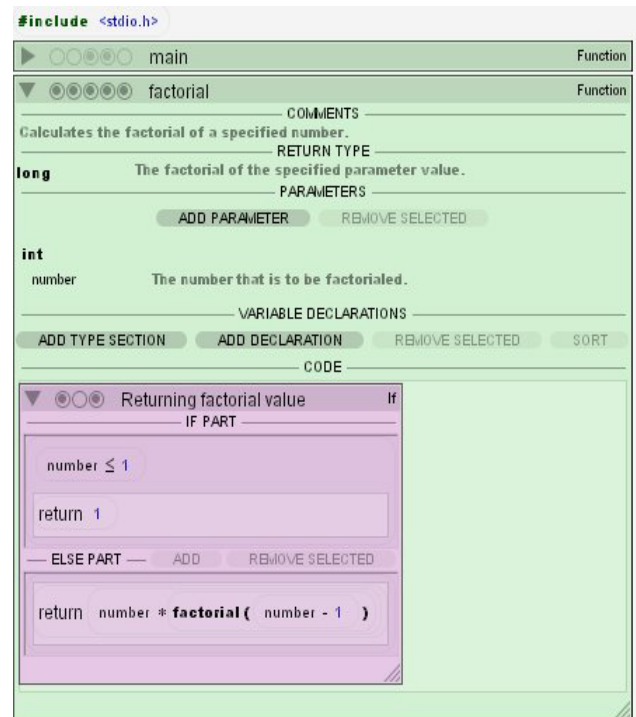 #include <stdio.h>
main Function
factorial Function
COMMENTS
Calculates the factorial of a specified number.
RETURN TYPE
long The factorial of the specified parameter value.
PARAMETERS
ADD PARAMETER REMOVE SELECTED
int
number The number that is to be factorialed.
VARIABLE DECLARATIONS
ADD TYPE SECTION ADD DECLARATION REMOVE SELECTED SORT
CODE
Returning factorial value If
IF PART
number ≤ 1
return 1
ELSE PART ADD REMOVE SELECTED
return number * factorial ( number - 1 )